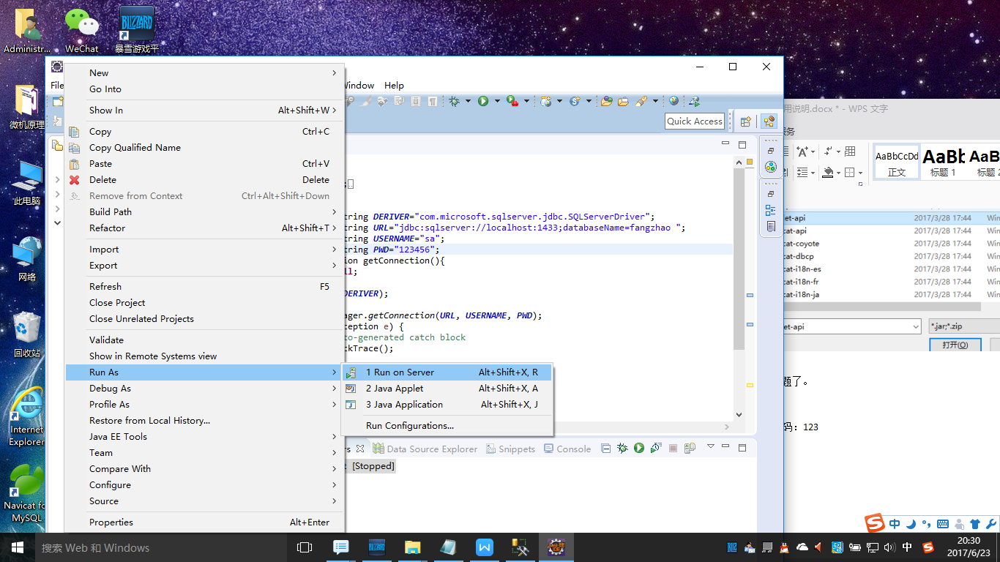 Administr...
WeChat
BLIZZARD
暴雪游戏平
微机原理
此电脑
网络
回收站
Internet
Explorer
Navicat for
MySQL
File
Window Help
Quick Access
New
Go Into
Show In Alt+Shift+W
Copy Ctrl+C
Copy Qualified Name
Paste Ctrl+V
Delete Delete
Remove from Context Ctrl+Alt+Shift+Down
Build Path
Refactor Alt+Shift+T
Import
Export
Refresh F5
Close Project
Close Unrelated Projects
Validate
Show in Remote Systems view
Run As
Debug As
Profile As
Restore from Local History...
Java EE Tools
Team
Compare With
Configure
Source
Properties Alt+Enter
1 Run on Server Alt+Shift+X, R
2 Java Applet Alt+Shift+X, A
3 Java Application Alt+Shift+X, J
Run Configurations...
tring DERIVER="com.microsoft.sqlserver.jdbc.SQLServerDriver";
tring URL="jdbc:sqlserver://localhost:1433;databaseName=fangzhao ";
tring USERNAME="sa";
tring PWD="123456";
ion getConnection(){
ll;
DERIVER);
ager.getConnection(URL, USERNAME, PWD);
ception e) {
to-generated catch block
ckTrace();
rs Data Source Explorer Snippets Console
t [Stopped]
用说明.docx * - WPS 文字
服务
AaBbCcDd AaBb AaB
正文 标题 1 标题 2
et-api 2017/3/28 17:44 Win
cat-api 2017/3/28 17:44 Win
cat-coyote 2017/3/28 17:44 Win
cat-dbcp 2017/3/28 17:44 Win
cat-i18n-es 2017/3/28 17:44 Win
cat-i18n-fr 2017/3/28 17:44 Win
cat-i18n-ja 2017/3/28 17:44 Win
et-api *.jar;*.zip
打开(O)
题了。
码：123
中
搜索 Web 和 Windows
中
20:30
2017/6/23